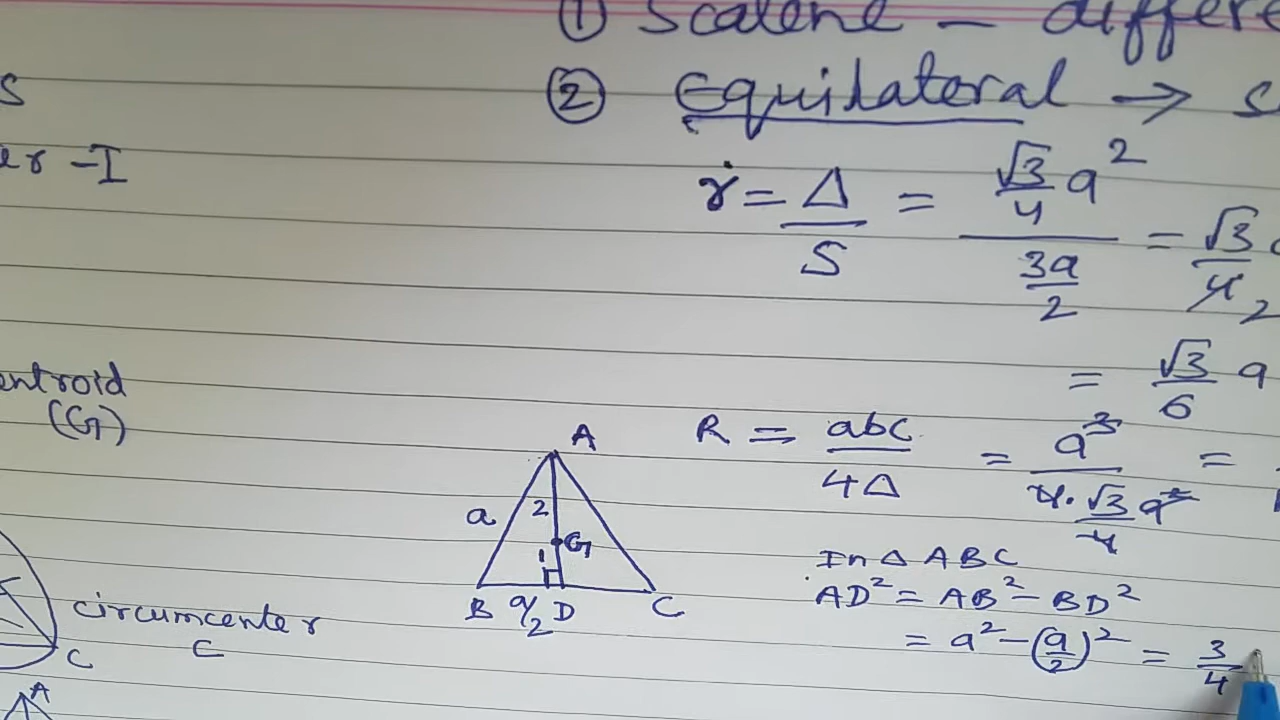 ① Scalene – differe
② Equilateral → S
S
er – I
r = Δ/S = (√3/4 a²)/(3a/2) = √3/4 2
= √3/6 a
entroid
(G)
R = abc/4Δ = a³/(4·√3/4 a²) =
A
a 2
G
1
B a/2 D C
In Δ ABC
AD² = AB² – BD²
= a² – (a/2)² = 3/4
circumcenter
C
C
A